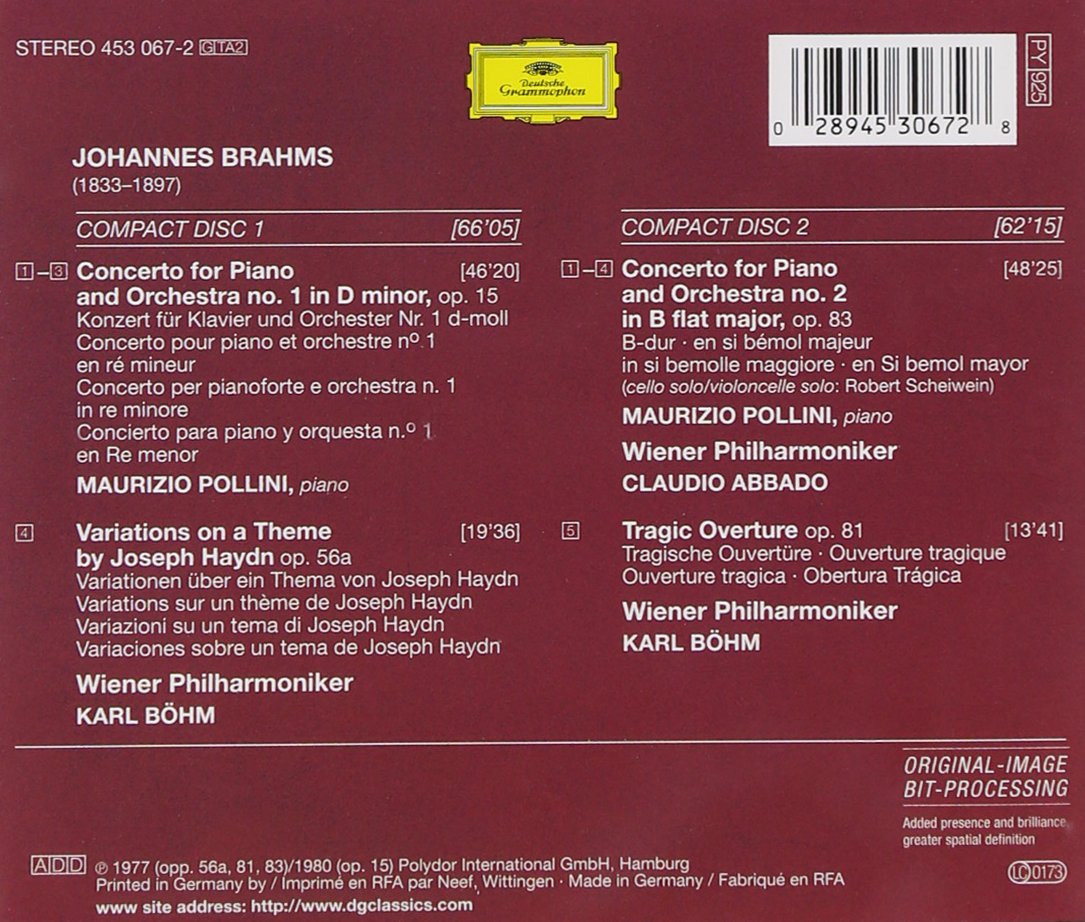 STEREO 453 067-2 GTA2
Deutsche
Grammophon
0 28945 30672 8
PY 925
JOHANNES BRAHMS
(1833–1897)
COMPACT DISC 1 [66'05]
1–3 Concerto for Piano [46'20]
and Orchestra no. 1 in D minor, op. 15
Konzert für Klavier und Orchester Nr. 1 d-moll
Concerto pour piano et orchestre nº 1
en ré mineur
Concerto per pianoforte e orchestra n. 1
in re minore
Concierto para piano y orquesta n.º 1
en Re menor
MAURIZIO POLLINI, piano
4 Variations on a Theme [19'36]
by Joseph Haydn op. 56a
Variationen über ein Thema von Joseph Haydn
Variations sur un thème de Joseph Haydn
Variazioni su un tema di Joseph Haydn
Variaciones sobre un tema de Joseph Haydn
Wiener Philharmoniker
KARL BÖHM
COMPACT DISC 2 [62'15]
1–4 Concerto for Piano [48'25]
and Orchestra no. 2
in B flat major, op. 83
B-dur · en si bémol majeur
in si bemolle maggiore · en Si bemol mayor
(cello solo/violoncelle solo: Robert Scheiwein)
MAURIZIO POLLINI, piano
Wiener Philharmoniker
CLAUDIO ABBADO
5 Tragic Overture op. 81 [13'41]
Tragische Ouvertüre · Ouverture tragique
Ouverture tragica · Obertura Trágica
Wiener Philharmoniker
KARL BÖHM
ORIGINAL-IMAGE
BIT-PROCESSING
Added presence and brilliance,
greater spatial definition
ADD ℗ 1977 (opp. 56a, 81, 83)/1980 (op. 15) Polydor International GmbH, Hamburg
Printed in Germany by / Imprimé en RFA par Neef, Wittingen · Made in Germany / Fabriqué en RFA
www site address: http://www.dgclassics.com
LC 0173